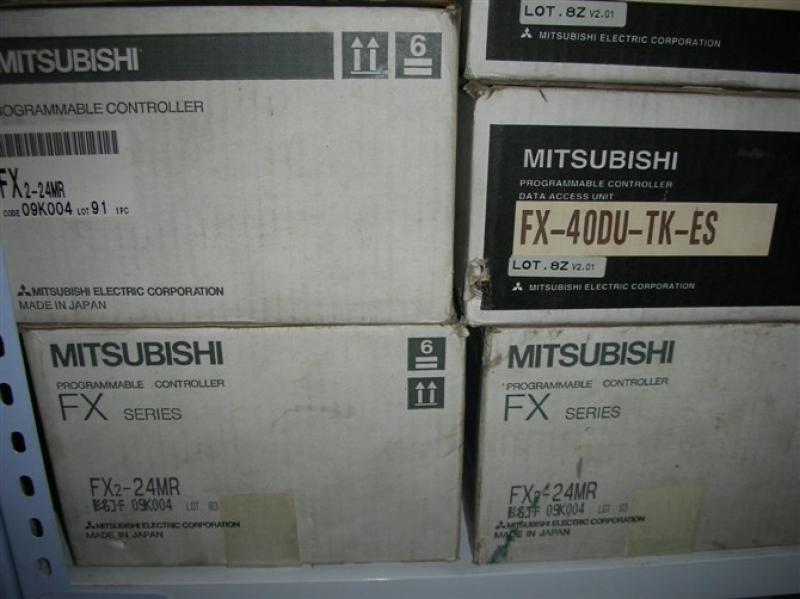 MITSUBISHI
6
PROGRAMMABLE CONTROLLER
FX2-24MR
CODE 09K004 LOT 91 1PC
MITSUBISHI ELECTRIC CORPORATION
MADE IN JAPAN
LOT.8Z V2.01
MITSUBISHI ELECTRIC CORPORATION
MITSUBISHI
PROGRAMMABLE CONTROLLER
DATA ACCESS UNIT
FX-40DU-TK-ES
LOT.8Z V2.01
MITSUBISHI ELECTRIC CORPORATION
MITSUBISHI
6
PROGRAMMABLE CONTROLLER
FX SERIES
FX2-24MR
09K004 LOT 83
MITSUBISHI ELECTRIC CORPORATION
MADE IN JAPAN
MITSUBISHI
PROGRAMMABLE CONTROLLER
FX SERIES
FX2-24MR
09K004 LOT 83
MITSUBISHI ELECTRIC CORPORATION
MADE IN JAPAN